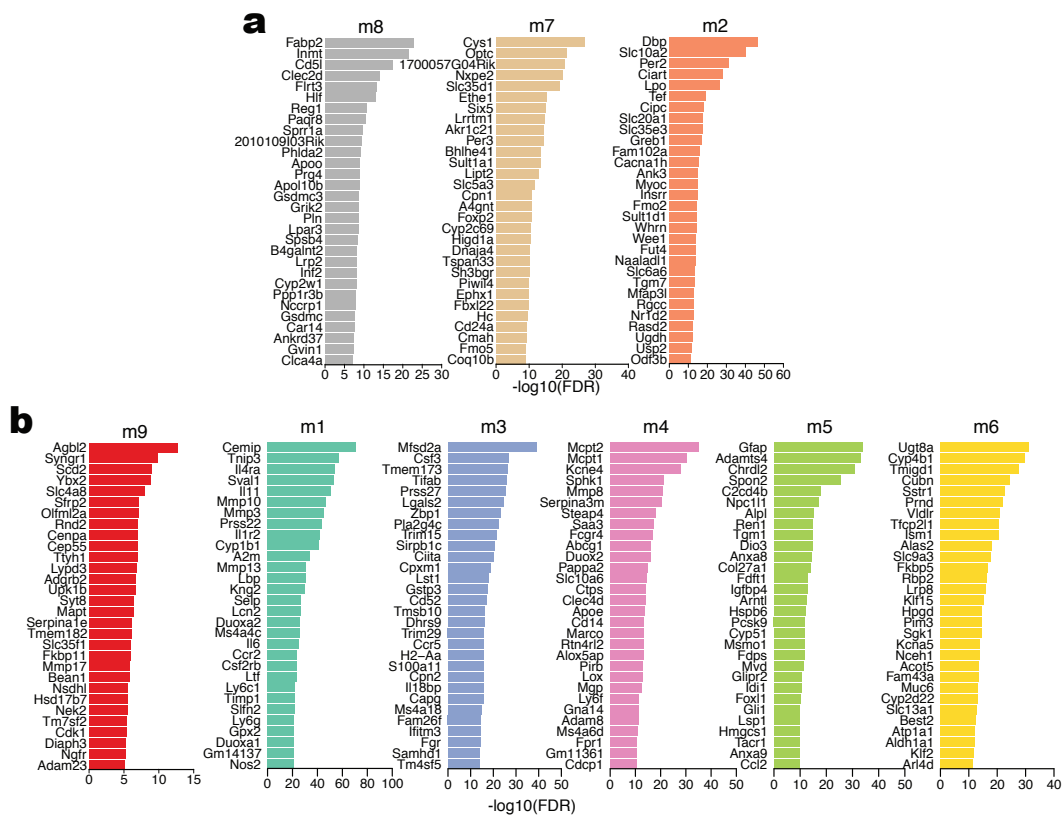 a
m8
Fabp2
Inmt
Cd5l
Clec2d
Flrt3
Hlf
Reg1
Paqr8
Sprr1a
2010109I03Rik
Phlda2
Apoo
Prg4
Apol10b
Gsdmc3
Grik2
Pln
Lpar3
Spsb4
B4galnt2
Lrp2
Inf2
Cyp2w1
Ppp1r3b
Nccrp1
Gsdmc
Car14
Ankrd37
Gvin1
Clca4a
0 5 10 15 20 25 30
m7
Cys1
Optc
1700057G04Rik
Nxpe2
Slc35d1
Ethe1
Six5
Lrrtm1
Akr1c21
Per3
Bhlhe41
Sult1a1
Lipt2
Slc5a3
Cpn1
A4gnt
Foxp2
Cyp2c69
Higd1a
Dnaja4
Tspan33
Sh3bgr
Piwil4
Ephx1
Fbxl22
Hc
Cd24a
Cmah
Fmo5
Coq10b
0 10 20 30 40
m2
Dbp
Slc10a2
Per2
Ciart
Lpo
Tef
Cipc
Slc20a1
Slc35e3
Greb1
Fam102a
Cacna1h
Ank3
Myoc
Insrr
Fmo2
Sult1d1
Whrn
Wee1
Fut4
Naaladl1
Slc6a6
Tgm7
Mfap3l
Rgcc
Nr1d2
Rasd2
Ugdh
Usp2
Odf3b
0 10 20 30 40 50 60
-log10(FDR)
b
m9
Agbl2
Syngr1
Scd2
Ybx2
Slc4a8
Sfrp2
Olfml2a
Rnd2
Cenpa
Cep55
Ttyh1
Lypd3
Adgrb2
Upk1b
Syt8
Mapt
Serpina1e
Tmem182
Slc35f1
Fkbp11
Mmp17
Bean1
Nsdhl
Hsd17b7
Nek2
Tm7sf2
Cdk1
Diaph3
Ngfr
Adam23
0 5 10 15
m1
Cemip
Tnip3
Il4ra
Sval1
Il11
Mmp10
Mmp3
Prss22
Il1r2
Cyp1b1
A2m
Mmp13
Lbp
Kng2
Selp
Lcn2
Duoxa2
Ms4a4c
Il6
Ccr2
Csf2rb
Ltf
Ly6c1
Timp1
Slfn2
Ly6g
Gpx2
Duoxa1
Gm14137
Nos2
0 20 40 60 80 100
m3
Mfsd2a
Csf3
Tmem173
Tifab
Prss27
Lgals2
Zbp1
Pla2g4c
Trim15
Sirpb1c
Ciita
Cpxm1
Lst1
Gstp3
Cd52
Tmsb10
Dhrs9
Trim29
Ccr5
H2-Aa
S100a11
Cpn2
Il18bp
Capg
Ms4a18
Fam26f
Ifitm3
Fgr
Samhd1
Tm4sf5
0 10 20 30 40 50
m4
Mcpt2
Mcpt1
Kcne4
Sphk1
Mmp8
Serpina3m
Steap4
Saa3
Fcgr4
Abcg1
Duox2
Pappa2
Slc10a6
Ctps
Clec4d
Apoe
Cd14
Marco
Rtn4rl2
Alox5ap
Pirb
Lox
Mgp
Ly6f
Gna14
Adam8
Ms4a6d
Fpr1
Gm11361
Cdcp1
0 10 20 30 40 50
m5
Gfap
Adamts4
Chrdl2
Spon2
C2cd4b
Npc1l1
Alpl
Ren1
Tgm1
Dio3
Anxa8
Col27a1
Fdft1
Igfbp4
Arntl
Hspb6
Pcsk9
Cyp51
Msmo1
Fdps
Mvd
Glipr2
Idi1
Foxl1
Gli1
Lsp1
Hmgcs1
Tacr1
Anxa9
Ccl2
0 10 20 30 40 50
m6
Ugt8a
Cyp4b1
Tmigd1
Cubn
Sstr1
Prnd
Vldlr
Tfcp2l1
Ism1
Alas2
Slc9a3
Fkbp5
Rbp2
Lrp8
Klf15
Hpgd
Pim3
Sgk1
Kcna5
Nceh1
Acot5
Fam43a
Muc6
Cyp2d22
Slc13a1
Best2
Atp1a1
Aldh1a1
Klf2
Arl4d
0 10 20 30 40
-log10(FDR)